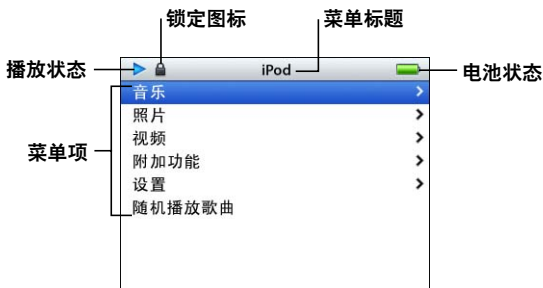 锁定图标
菜单标题
播放状态
iPod
电池状态
音乐
照片
视频
菜单项
附加功能
设置
随机播放歌曲